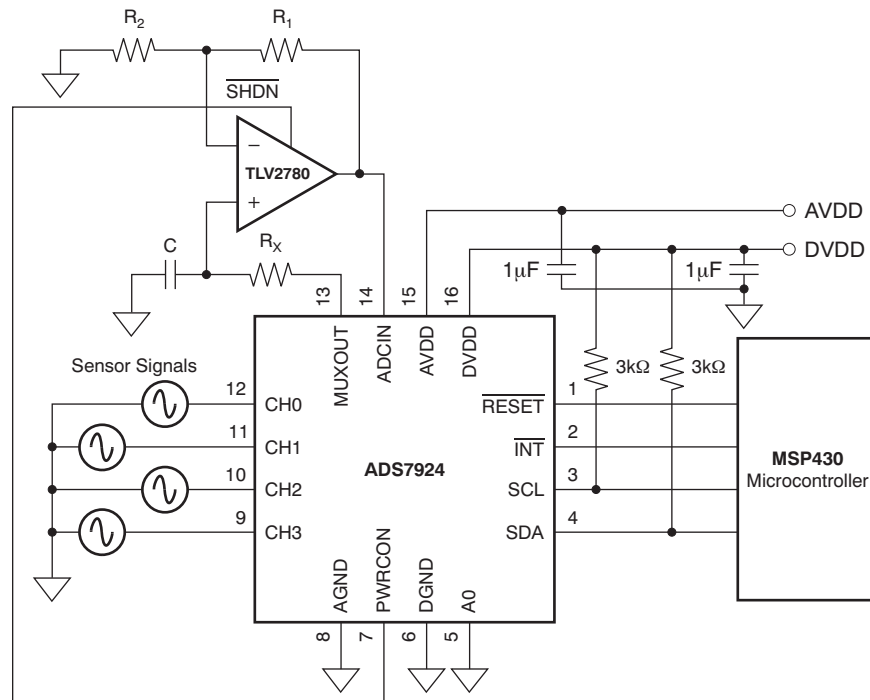 R2
R1
SHDN
−
TLV2780
+
C
RX
AVDD
DVDD
1µF
1µF
13
14
15
16
MUXOUT
ADCIN
AVDD
DVDD
3kΩ
3kΩ
Sensor Signals
12
CH0
11
CH1
10
CH2
9
CH3
ADS7924
RESET
1
INT
2
SCL
3
SDA
4
MSP430
Microcontroller
AGND
PWRCON
DGND
A0
8
7
6
5